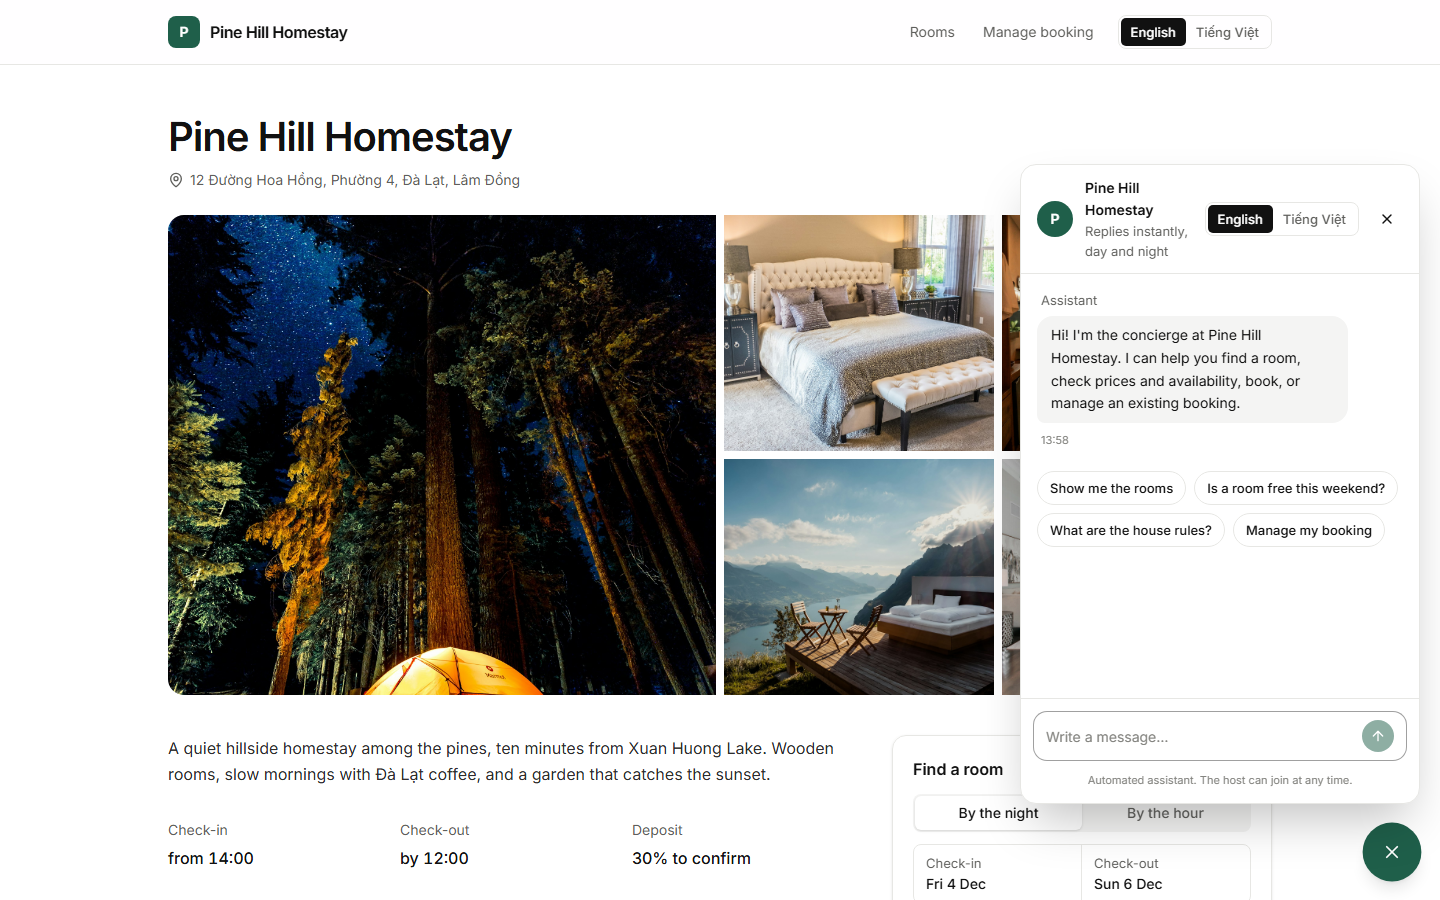 P Pine Hill Homestay
Rooms Manage booking English Tiếng Việt
Pine Hill Homestay
12 Đường Hoa Hồng, Phường 4, Đà Lạt, Lâm Đồng
A quiet hillside homestay among the pines, ten minutes from Xuan Huong Lake. Wooden
rooms, slow mornings with Đà Lạt coffee, and a garden that catches the sunset.
Check-in
from 14:00
Check-out
by 12:00
Deposit
30% to confirm
Find a room
By the night By the hour
Check-in
Fri 4 Dec
Check-out
Sun 6 Dec
P
Pine Hill
Homestay
Replies instantly,
day and night
English Tiếng Việt
Assistant
Hi! I'm the concierge at Pine Hill
Homestay. I can help you find a room,
check prices and availability, book, or
manage an existing booking.
13:58
Show me the rooms Is a room free this weekend?
What are the house rules? Manage my booking
Write a message...
Automated assistant. The host can join at any time.